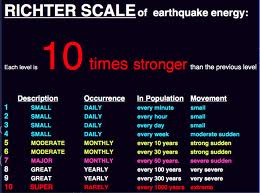 RICHTER SCALE of earthquake energy:
Each level is 10 times stronger than the previous level
Description Occurrence In Population Movement
1 SMALL DAILY every minute small
2 SMALL DAILY every hour small
3 SMALL DAILY every day small
4 SMALL DAILY every week moderate sudden
5 MODERATE MONTHLY every 10 years strong sudden
6 MODERATE MONTHLY every 30 years strong sudden
7 MAJOR MONTHLY every 50 years severe sudden
8 GREAT YEARLY every 100 years very severe
9 GREAT YEARLY every 300 years very severe
10 SUPER RARELY every 1000 years extreme